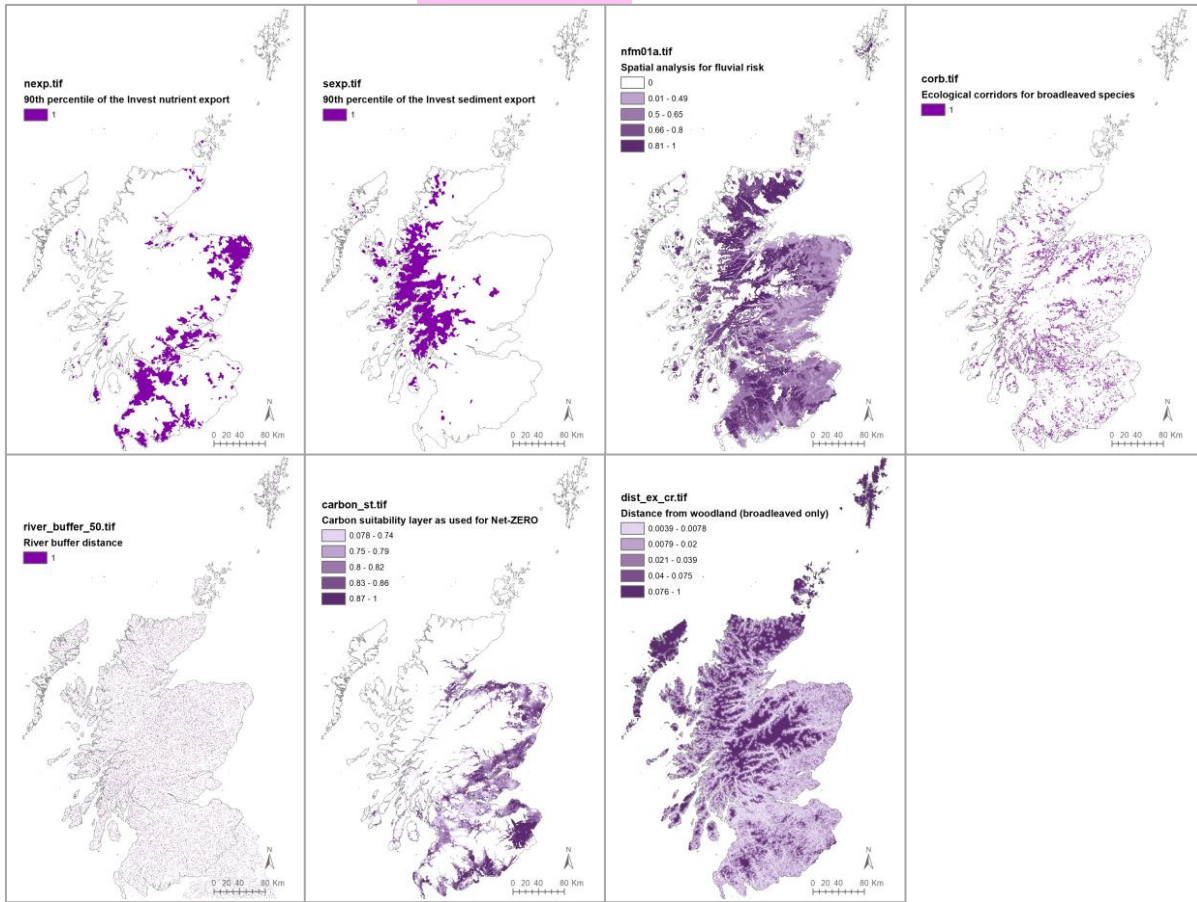 nexp.tif
90th percentile of the Invest nutrient export
1
N
0 20 40 80 Km
sexp.tif
90th percentile of the Invest sediment export
1
N
0 20 40 80 Km
nfm01a.tif
Spatial analysis for fluvial risk
0
0.01 - 0.49
0.5 - 0.65
0.66 - 0.8
0.81 - 1
N
0 20 40 80 Km
corb.tif
Ecological corridors for broadleaved species
1
N
0 20 40 80 Km
river_buffer_50.tif
River buffer distance
1
N
0 20 40 80 Km
carbon_st.tif
Carbon suitability layer as used for Net-ZERO
0.078 - 0.74
0.75 - 0.79
0.8 - 0.82
0.83 - 0.86
0.87 - 1
N
0 20 40 80 Km
dist_ex_cr.tif
Distance from woodland (broadleaved only)
0.0039 - 0.0078
0.0079 - 0.02
0.021 - 0.039
0.04 - 0.075
0.076 - 1
N
0 20 40 80 Km